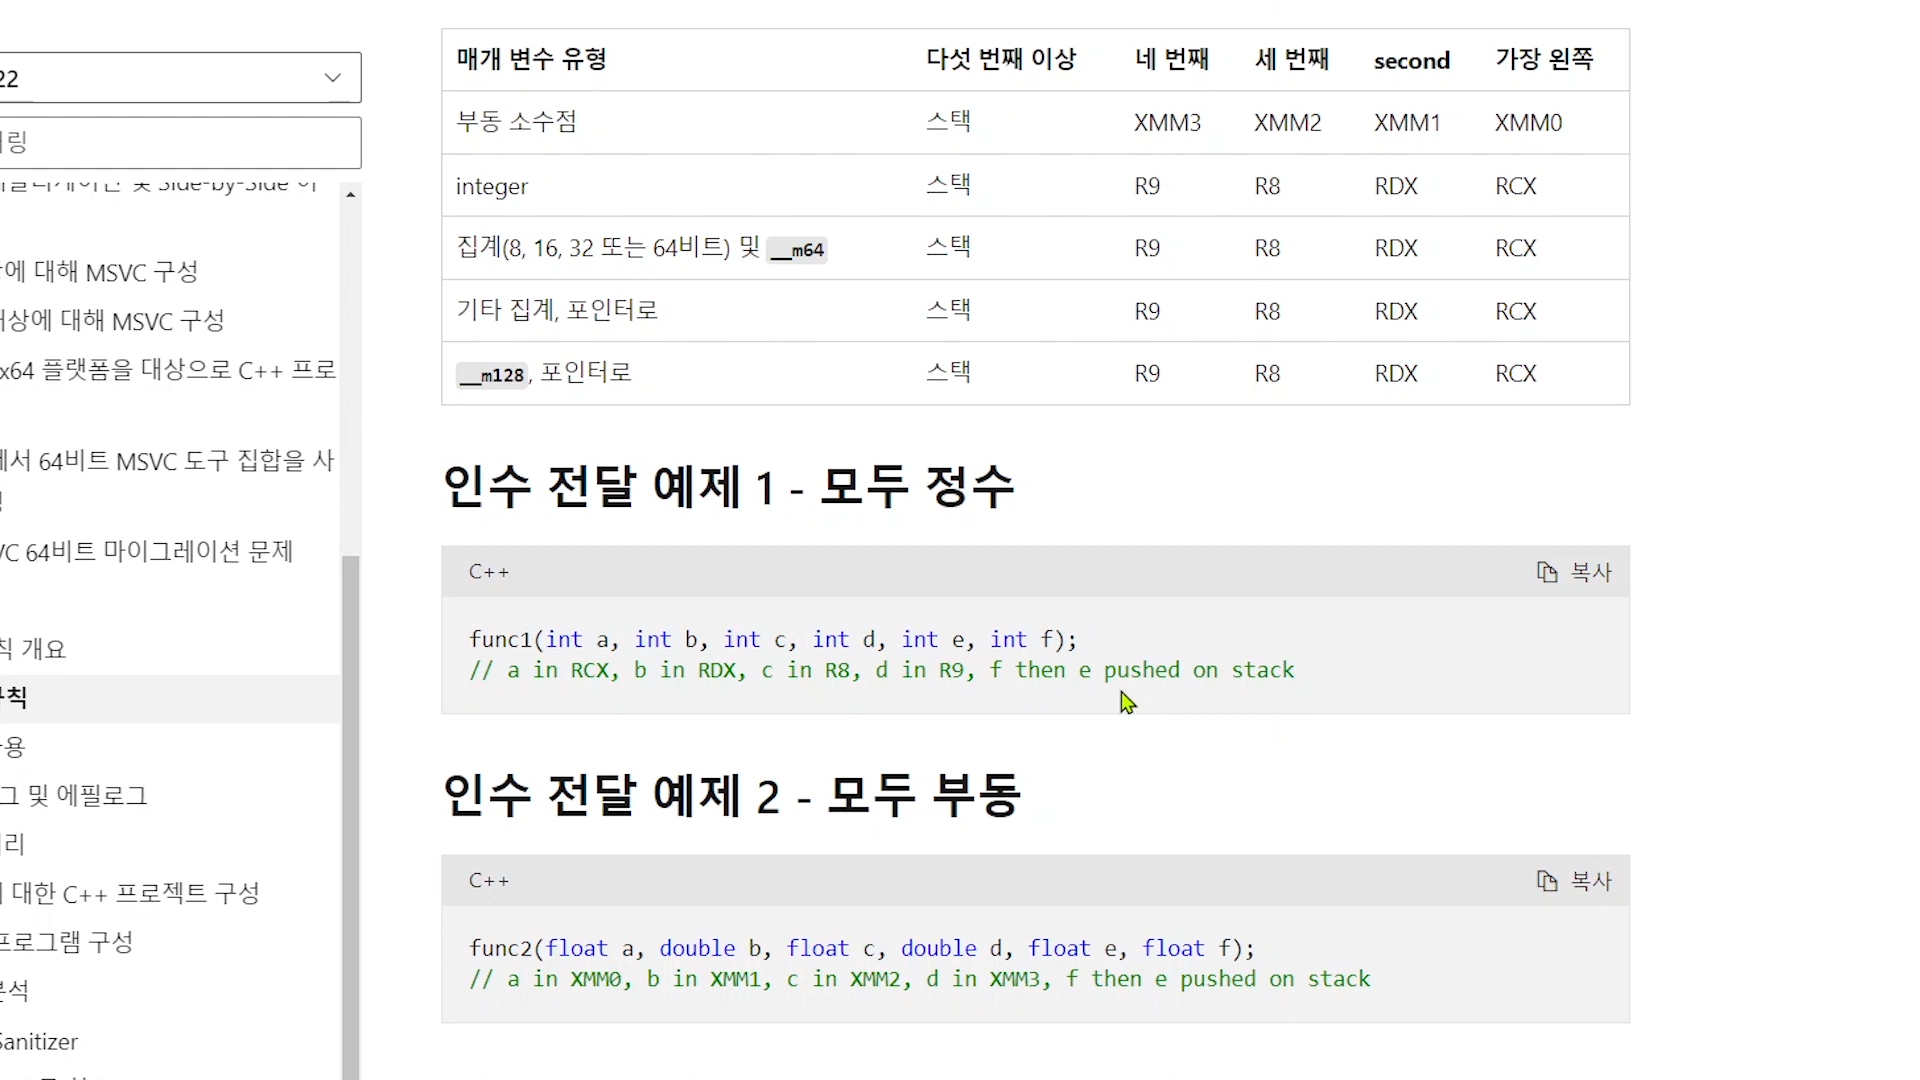 22
링
에 대해 MSVC 구성
상에 대해 MSVC 구성
x64 플랫폼을 대상으로 C++ 프로
에서 64비트 MSVC 도구 집합을 사
VC 64비트 마이그레이션 문제
칙 개요
규칙
용
그 및 에필로그
리
대한 C++ 프로젝트 구성
프로그램 구성
분석
Sanitizer
매개 변수 유형 다섯 번째 이상 네 번째 세 번째 second 가장 왼쪽
부동 소수점 스택 XMM3 XMM2 XMM1 XMM0
integer 스택 R9 R8 RDX RCX
집계(8, 16, 32 또는 64비트) 및 __m64 스택 R9 R8 RDX RCX
기타 집계, 포인터로 스택 R9 R8 RDX RCX
__m128, 포인터로 스택 R9 R8 RDX RCX
인수 전달 예제 1 - 모두 정수
C++ 복사
func1(int a, int b, int c, int d, int e, int f);
// a in RCX, b in RDX, c in R8, d in R9, f then e pushed on stack
인수 전달 예제 2 - 모두 부동
C++ 복사
func2(float a, double b, float c, double d, float e, float f);
// a in XMM0, b in XMM1, c in XMM2, d in XMM3, f then e pushed on stack